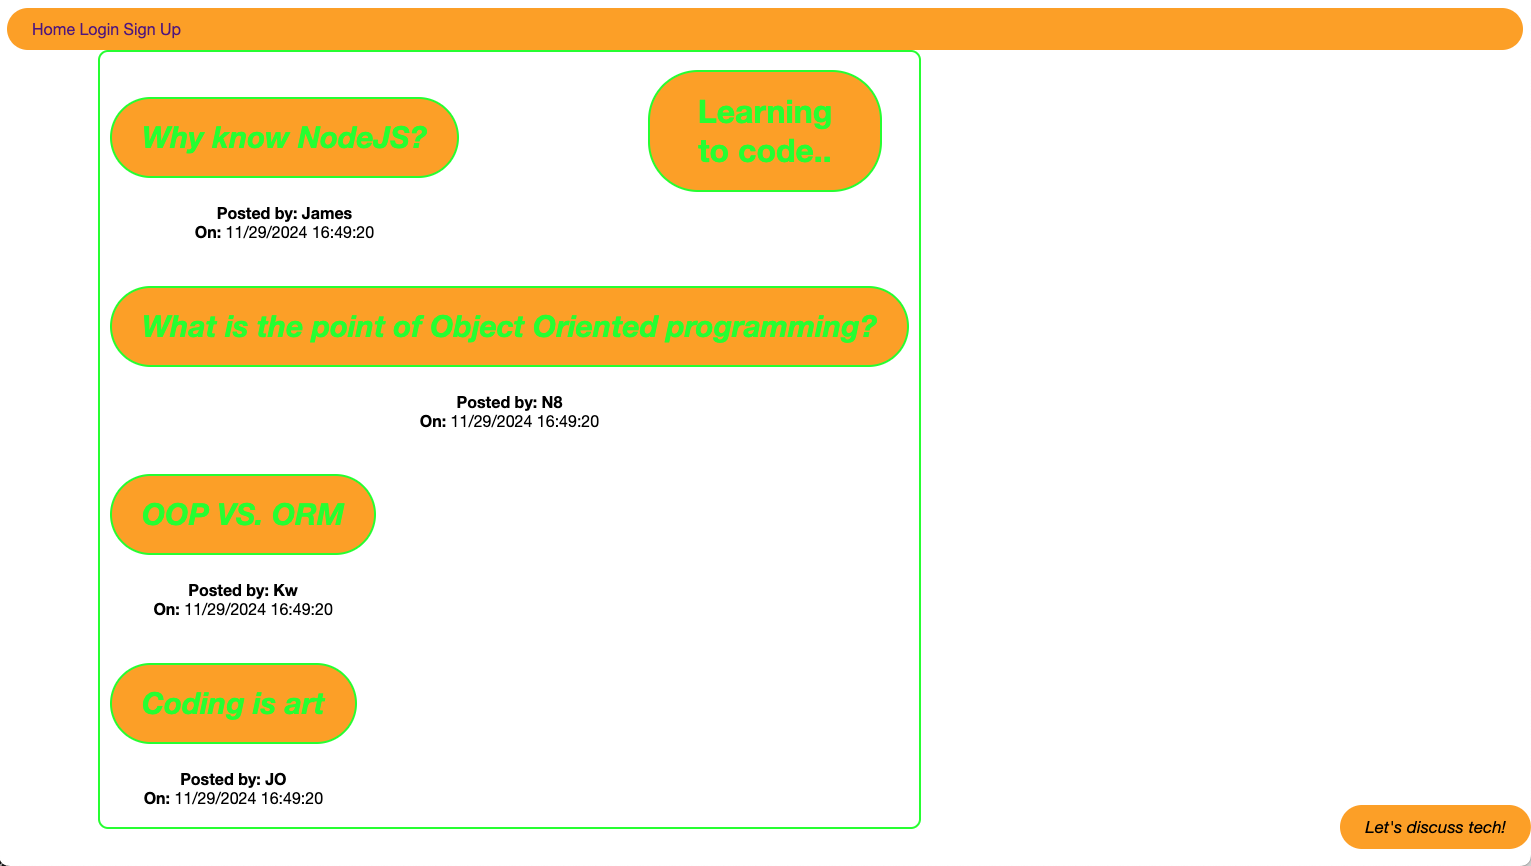 Home Login Sign Up
Learning
to code..
Why know NodeJS?
Posted by: James
On: 11/29/2024 16:49:20
What is the point of Object Oriented programming?
Posted by: N8
On: 11/29/2024 16:49:20
OOP VS. ORM
Posted by: Kw
On: 11/29/2024 16:49:20
Coding is art
Posted by: JO
On: 11/29/2024 16:49:20
Let's discuss tech!